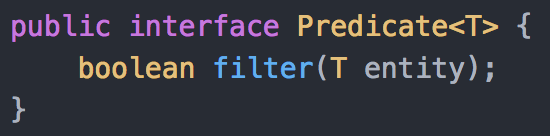 public interface Predicate<T> {
    boolean filter(T entity);
}